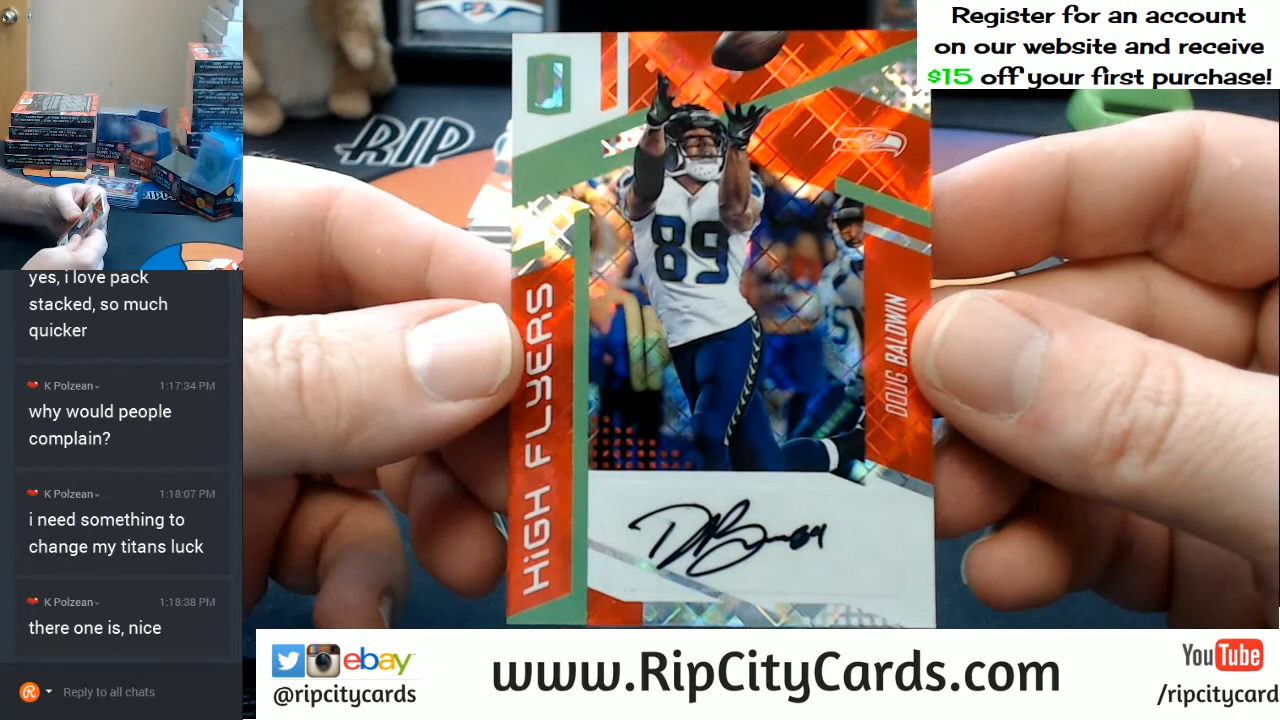 Register for an account
on our website and receive
$15 off your first purchase!
PSA
RIP
HIGH FLYERS
89
DOUG BALDWIN
yes, i love pack
stacked, so much
quicker
K Polzean
1:17:34 PM
why would people
complain?
K Polzean
1:18:07 PM
i need something to
change my titans luck
K Polzean
1:18:38 PM
there one is, nice
Reply to all chats
ebay
@ripcitycards
www.RipCityCards.com
YouTube
/ripcitycard